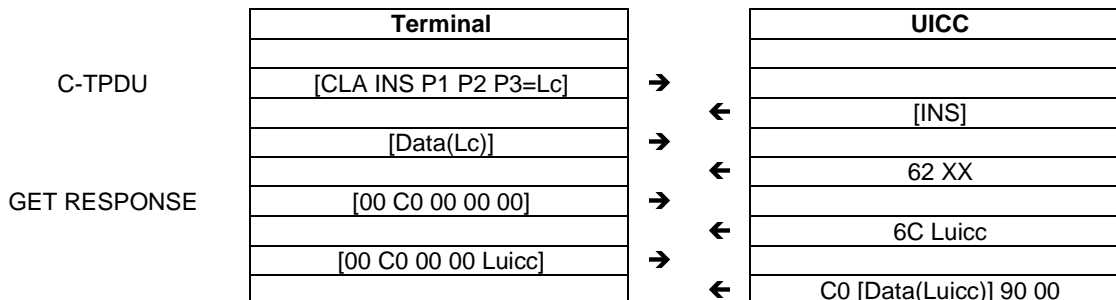 Terminal UICC
C-TPDU [CLA INS P1 P2 P3=Lc] →
← [INS]
[Data(Lc)] →
← 62 XX
GET RESPONSE [00 C0 00 00 00] →
← 6C Luicc
[00 C0 00 00 Luicc] →
← C0 [Data(Luicc)] 90 00